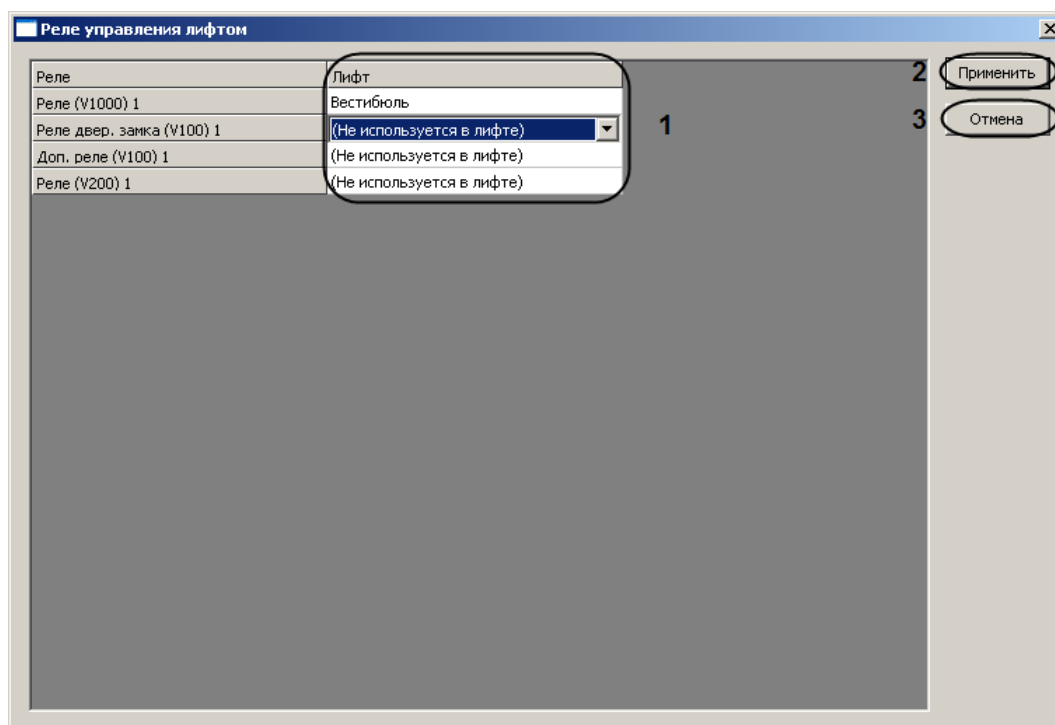 Реле управления лифтом
Реле Лифт 2 Применить
Реле (V1000) 1 Вестибюль
Реле двер. замка (V100) 1 (Не используется в лифте) 1 3 Отмена
Доп. реле (V100) 1 (Не используется в лифте)
Реле (V200) 1 (Не используется в лифте)